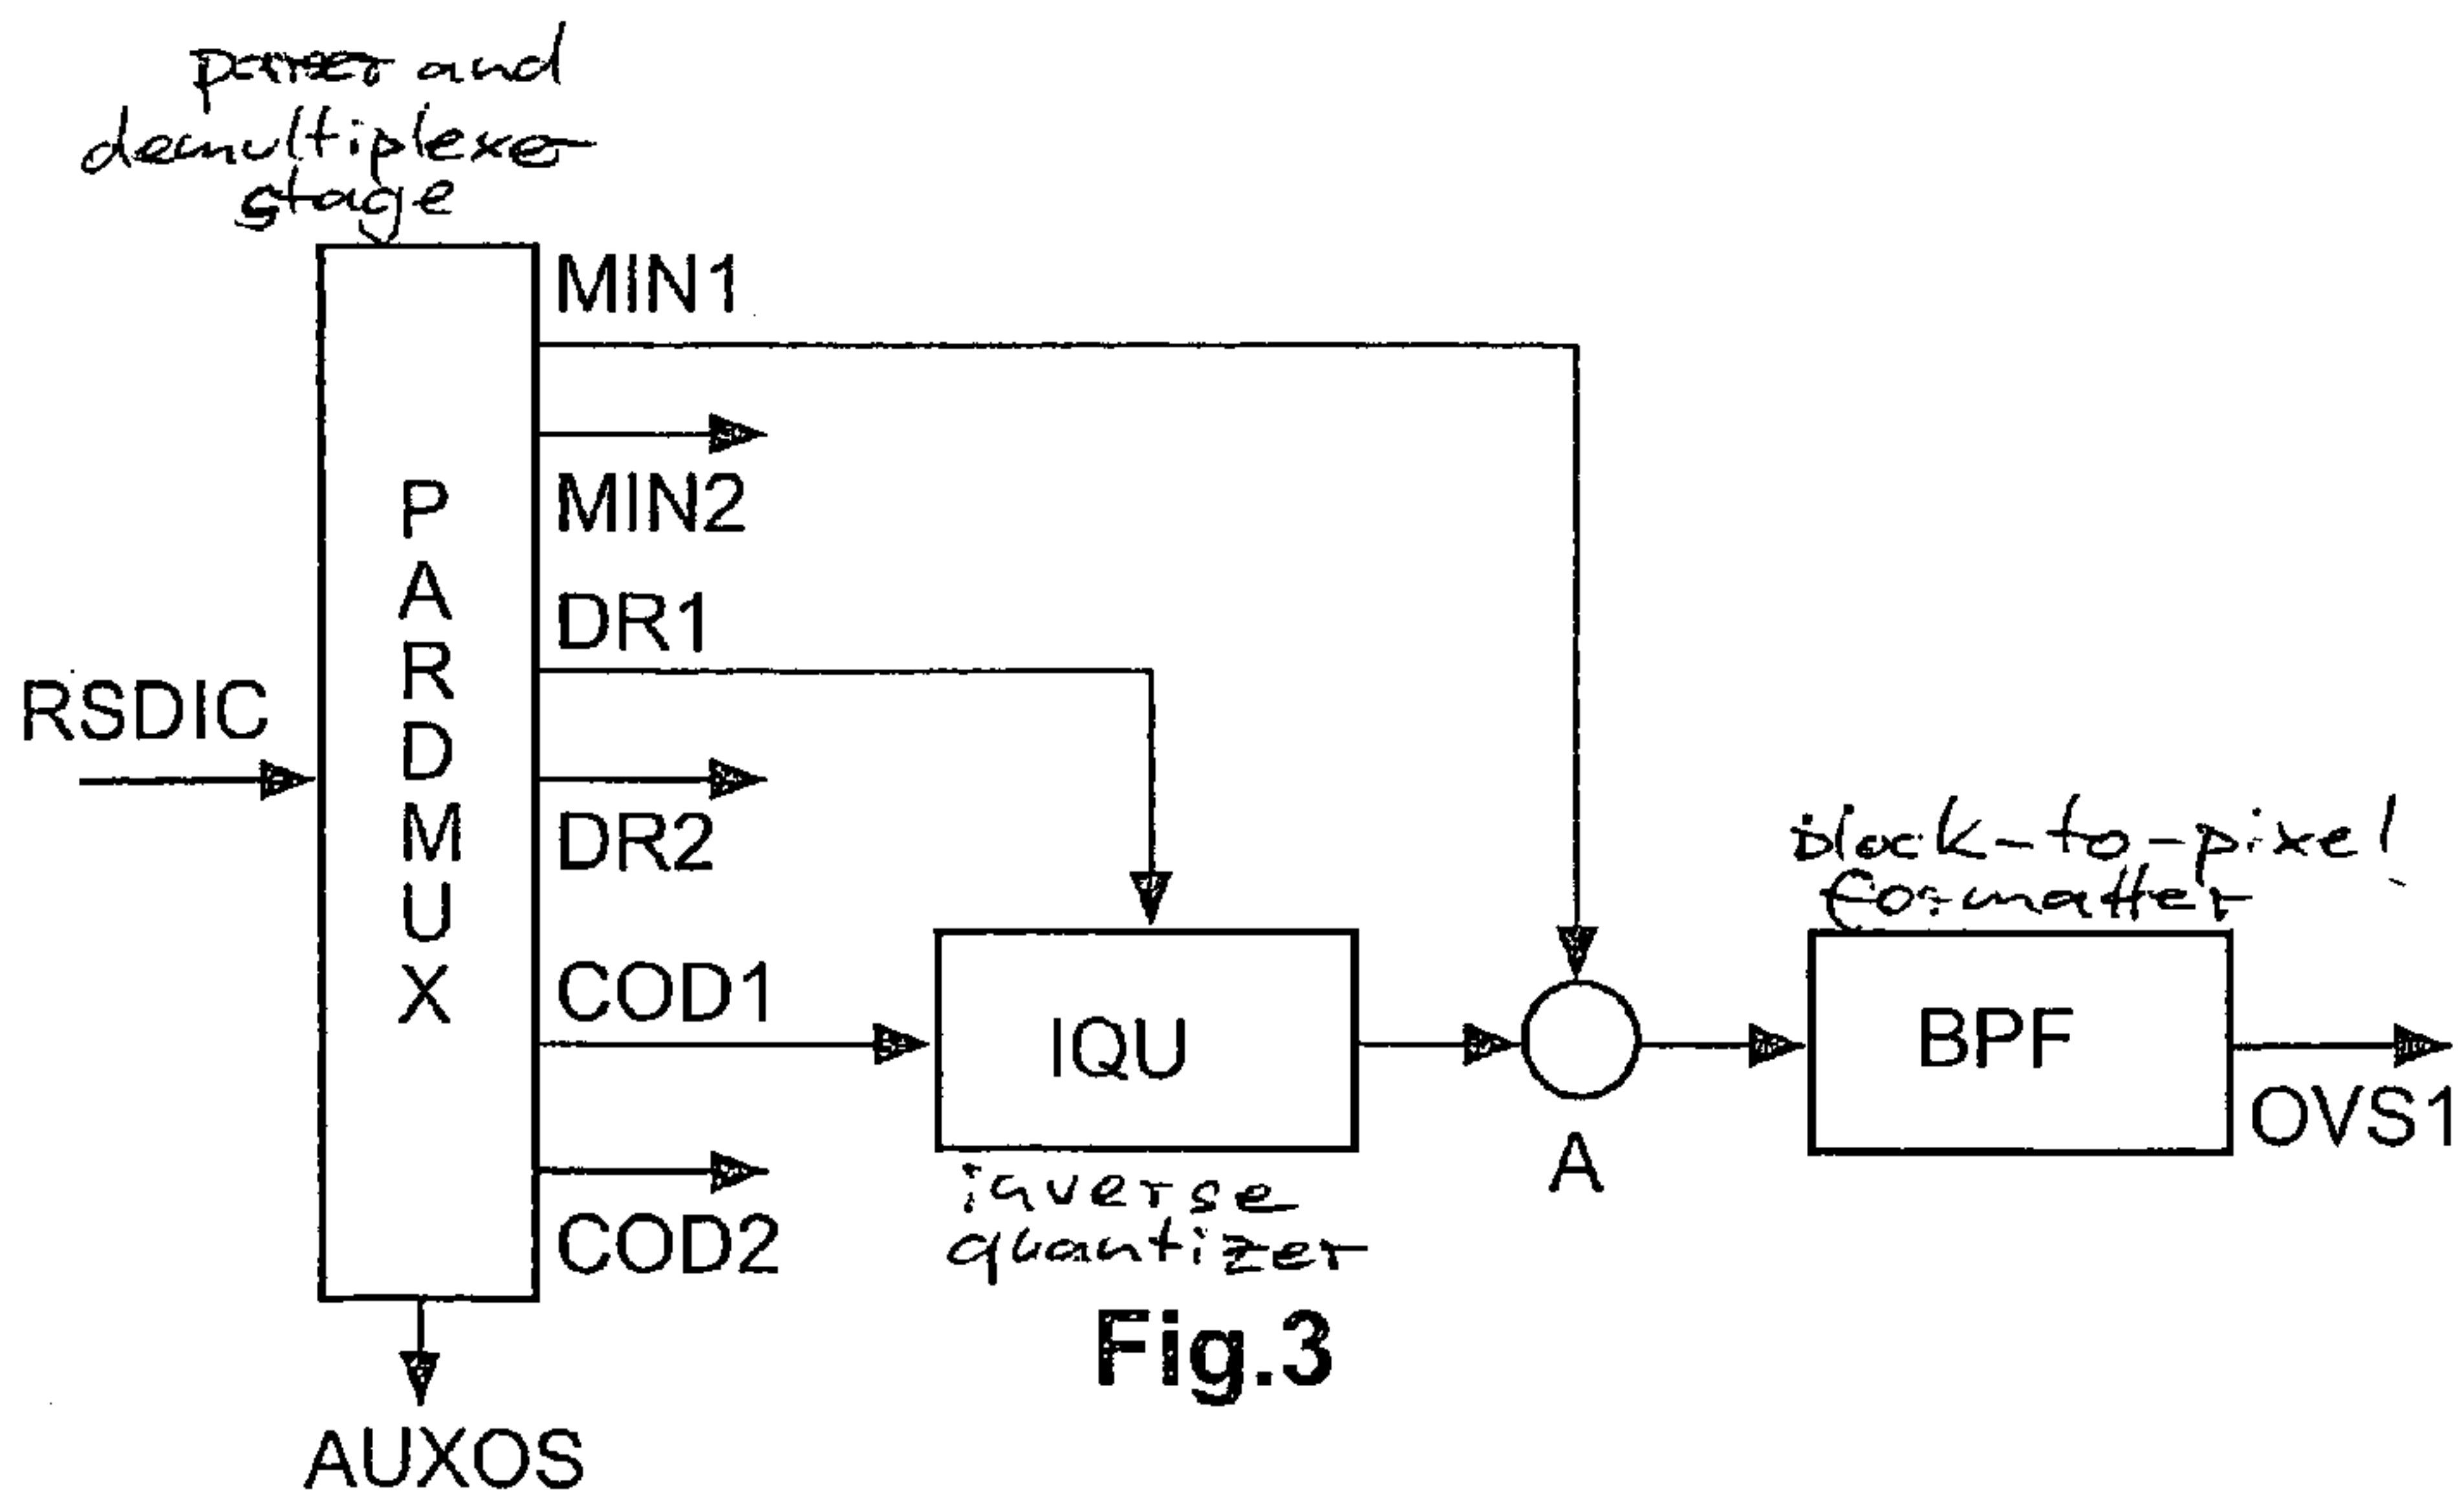 parser and
demultiplexer
stage
MIN1
MIN2
DR1
DR2
COD1
COD2
PARDMUX
RSDIC
AUXOS
IQU
inverse
quantizer
A
block-to-pixel
formatter
BPF
OVS1
Fig.3